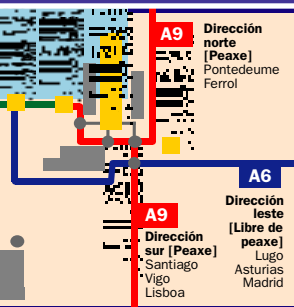 A9
Dirección
norte
[Peaxe]
Pontedeume
Ferrol
A6
Dirección
leste
[Libre de
peaxe]
Lugo
Asturias
Madrid
A9
Dirección
sur [Peaxe]
Santiago
Vigo
Lisboa